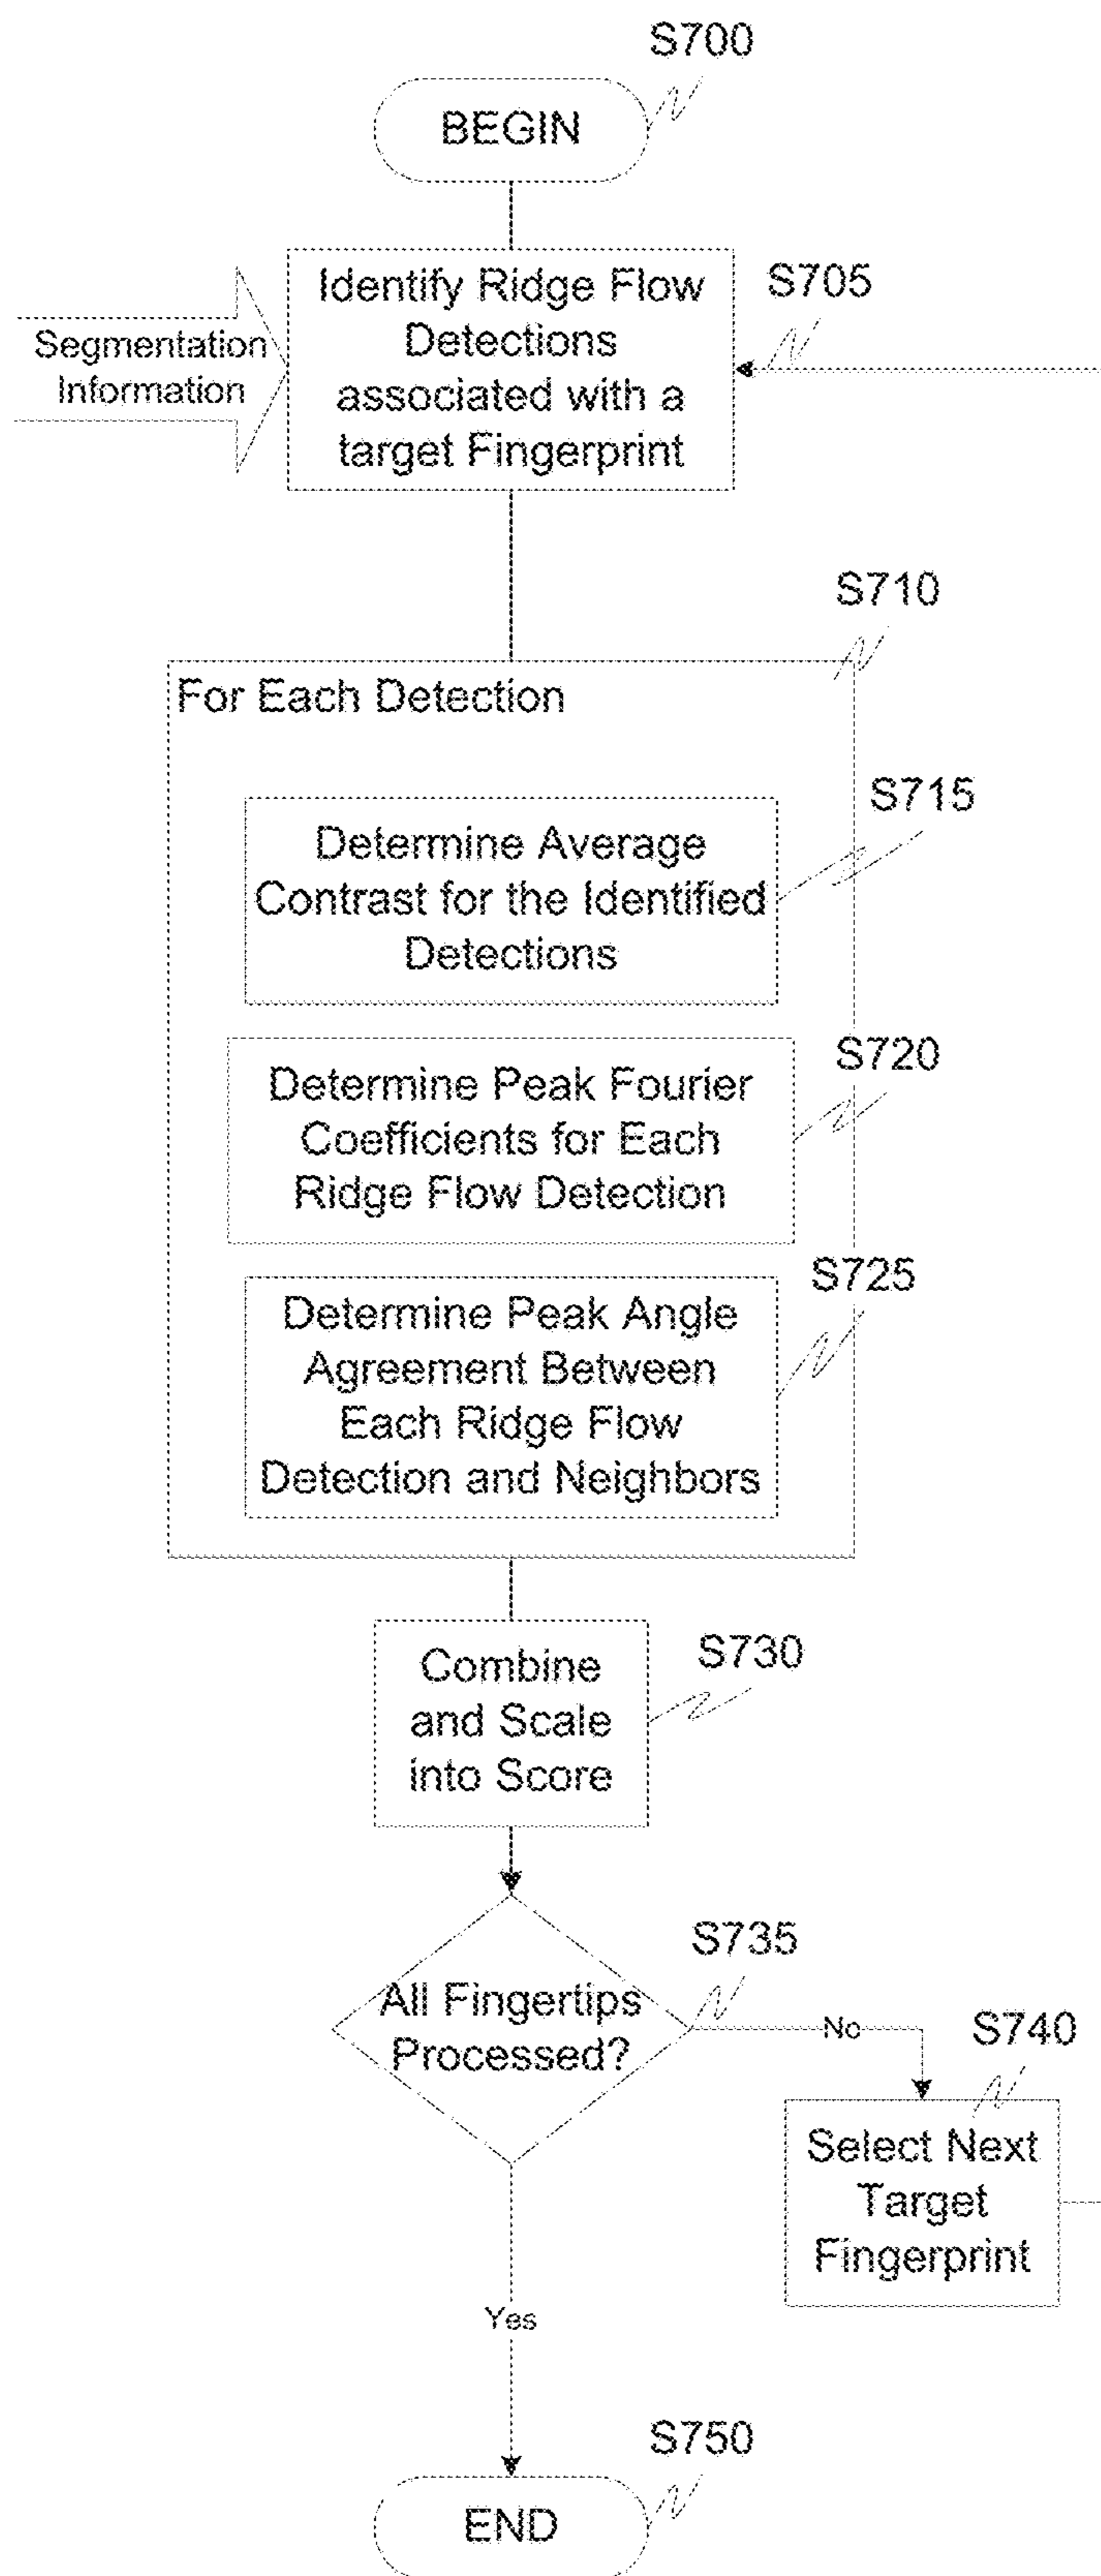 S700
BEGIN
Identify Ridge Flow
Detections
associated with a
target Fingerprint
S705
Segmentation
Information
S710
For Each Detection
S715
Determine Average
Contrast for the Identified
Detections
S720
Determine Peak Fourier
Coefficients for Each
Ridge Flow Detection
S725
Determine Peak Angle
Agreement Between
Each Ridge Flow
Detection and Neighbors
S730
Combine
and Scale
into Score
S735
All Fingertips
Processed?
No
S740
Select Next
Target
Fingerprint
Yes
S750
END